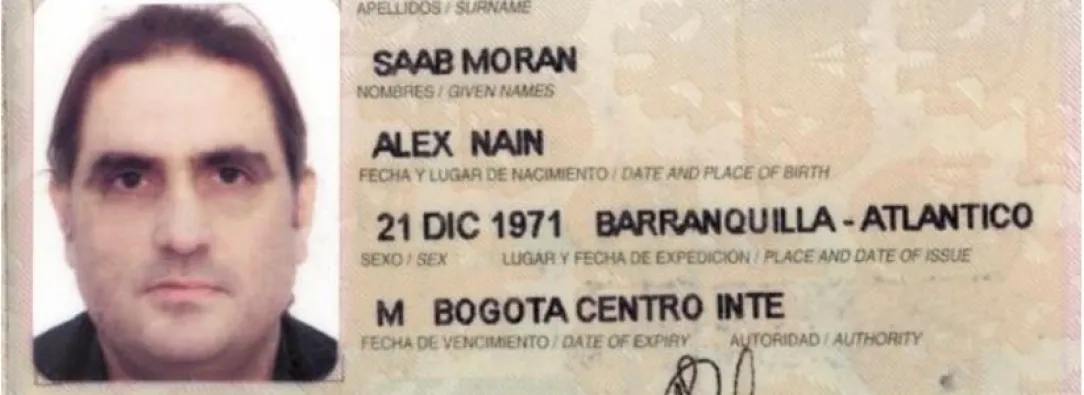 APELLIDOS / SURNAME
SAAB MORAN
NOMBRES / GIVEN NAMES
ALEX NAIN
FECHA Y LUGAR DE NACIMIENTO / DATE AND PLACE OF BIRTH
21 DIC 1971 BARRANQUILLA - ATLANTICO
SEXO / SEX LUGAR Y FECHA DE EXPEDICION / PLACE AND DATE OF ISSUE
M BOGOTA CENTRO INTE
FECHA DE VENCIMIENTO / DATE OF EXPIRY AUTORIDAD / AUTHORITY